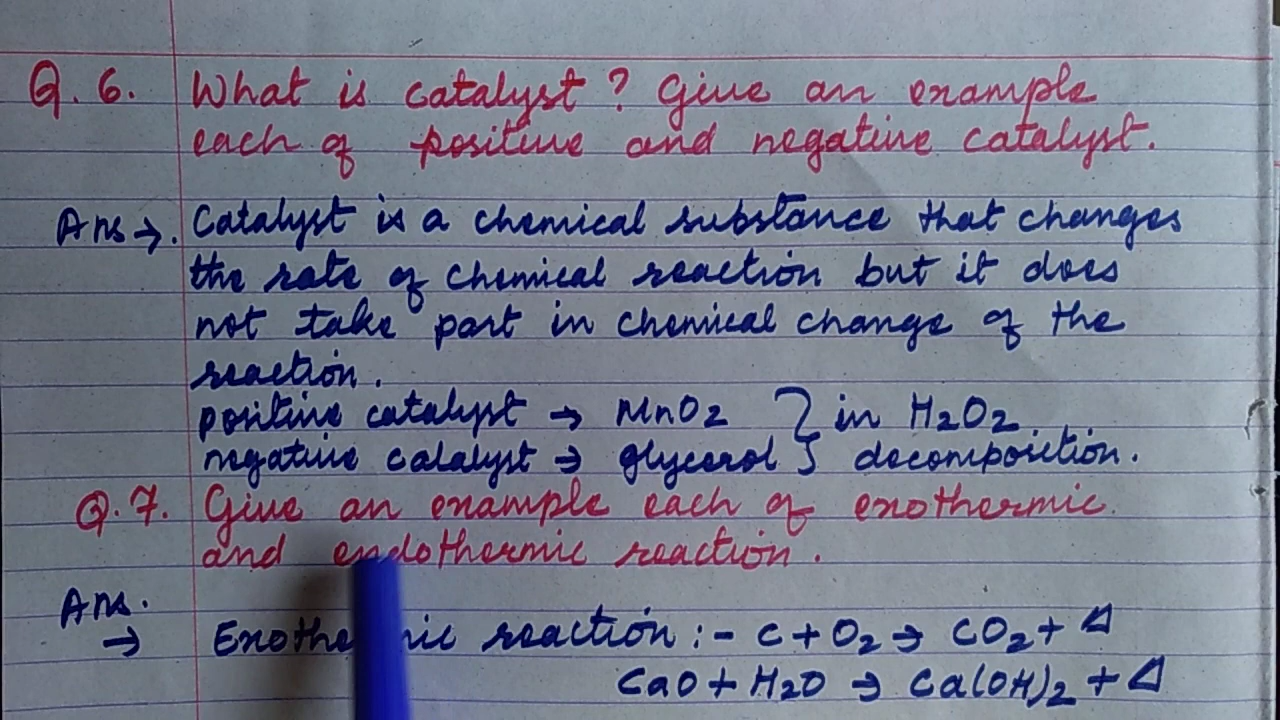 Q.6. What is catalyst? Give an example
each of positive and negative catalyst.
Ans→. Catalyst is a chemical substance that changes
the rate of chemical reaction but it does
not take part in chemical change of the
reaction.
positive catalyst → MnO2 } in H2O2
negative catalyst → glycerol } decomposition.
Q.7. Give an example each of exothermic
and endothermic reaction.
Ans.
→ Exothermic reaction :- C + O2 → CO2 + Δ
CaO + H2O → Ca(OH)2 + Δ